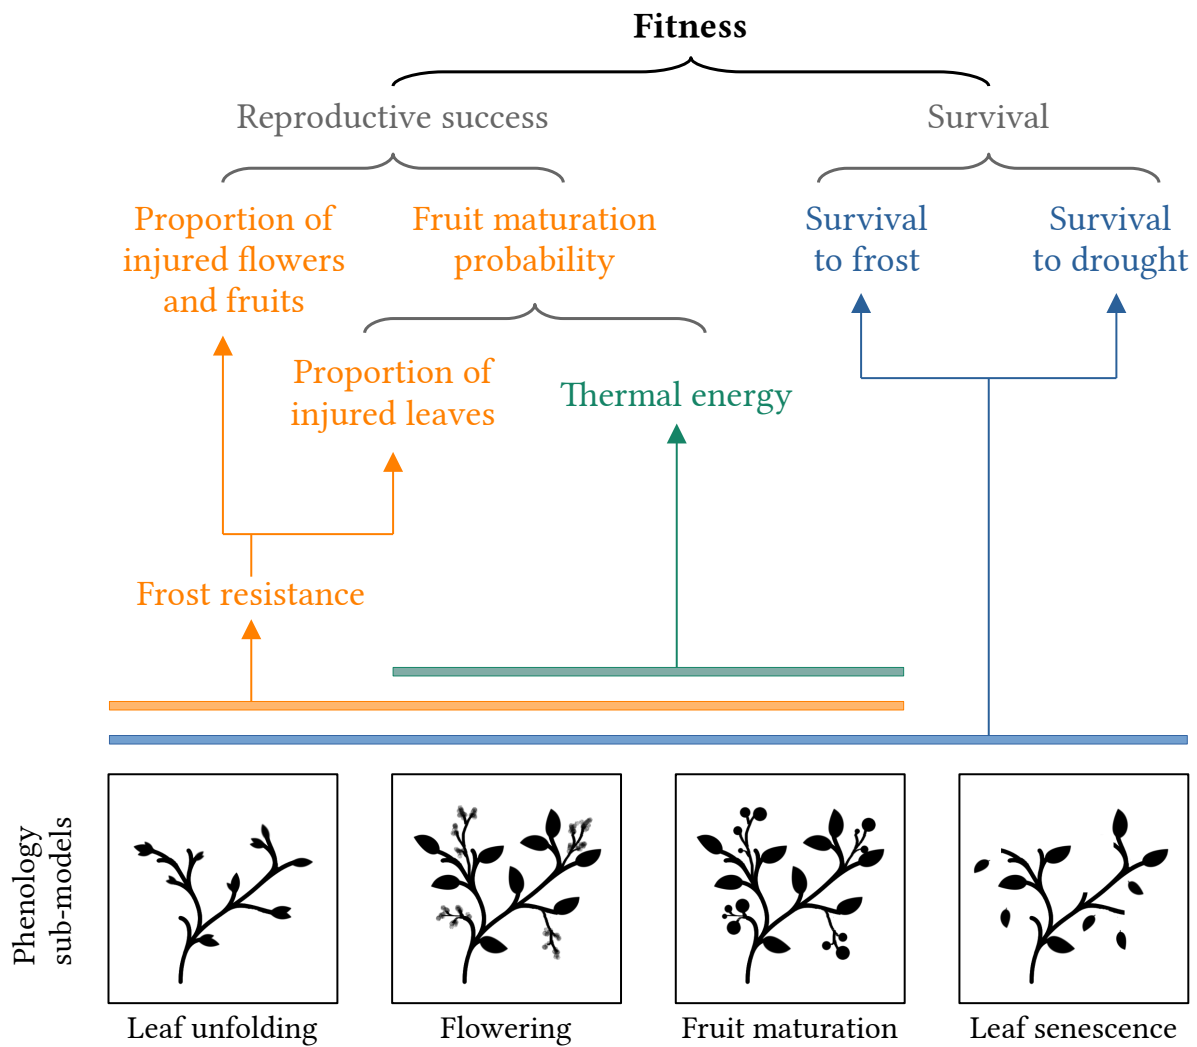 Fitness
Reproductive success
Survival
Proportion of
injured flowers
and fruits
Fruit maturation
probability
Survival
to frost
Survival
to drought
Proportion of
injured leaves
Thermal energy
Frost resistance
Phenology
sub-models
Leaf unfolding
Flowering
Fruit maturation
Leaf senescence